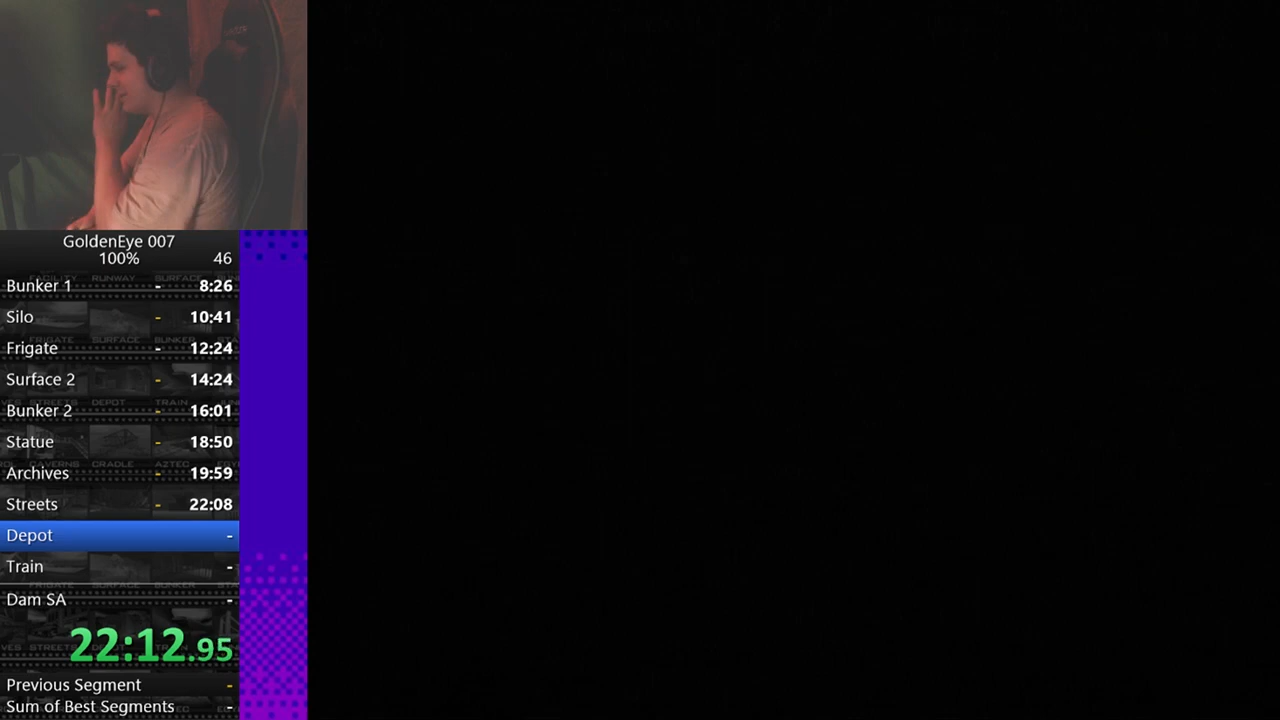 GoldenEye 007
100% 46
Bunker 1 - 8:26
Silo - 10:41
Frigate - 12:24
Surface 2 - 14:24
Bunker 2 - 16:01
Statue - 18:50
Archives - 19:59
Streets - 22:08
Depot -
Train -
Dam SA -
22:12.95
Previous Segment -
Sum of Best Segments -